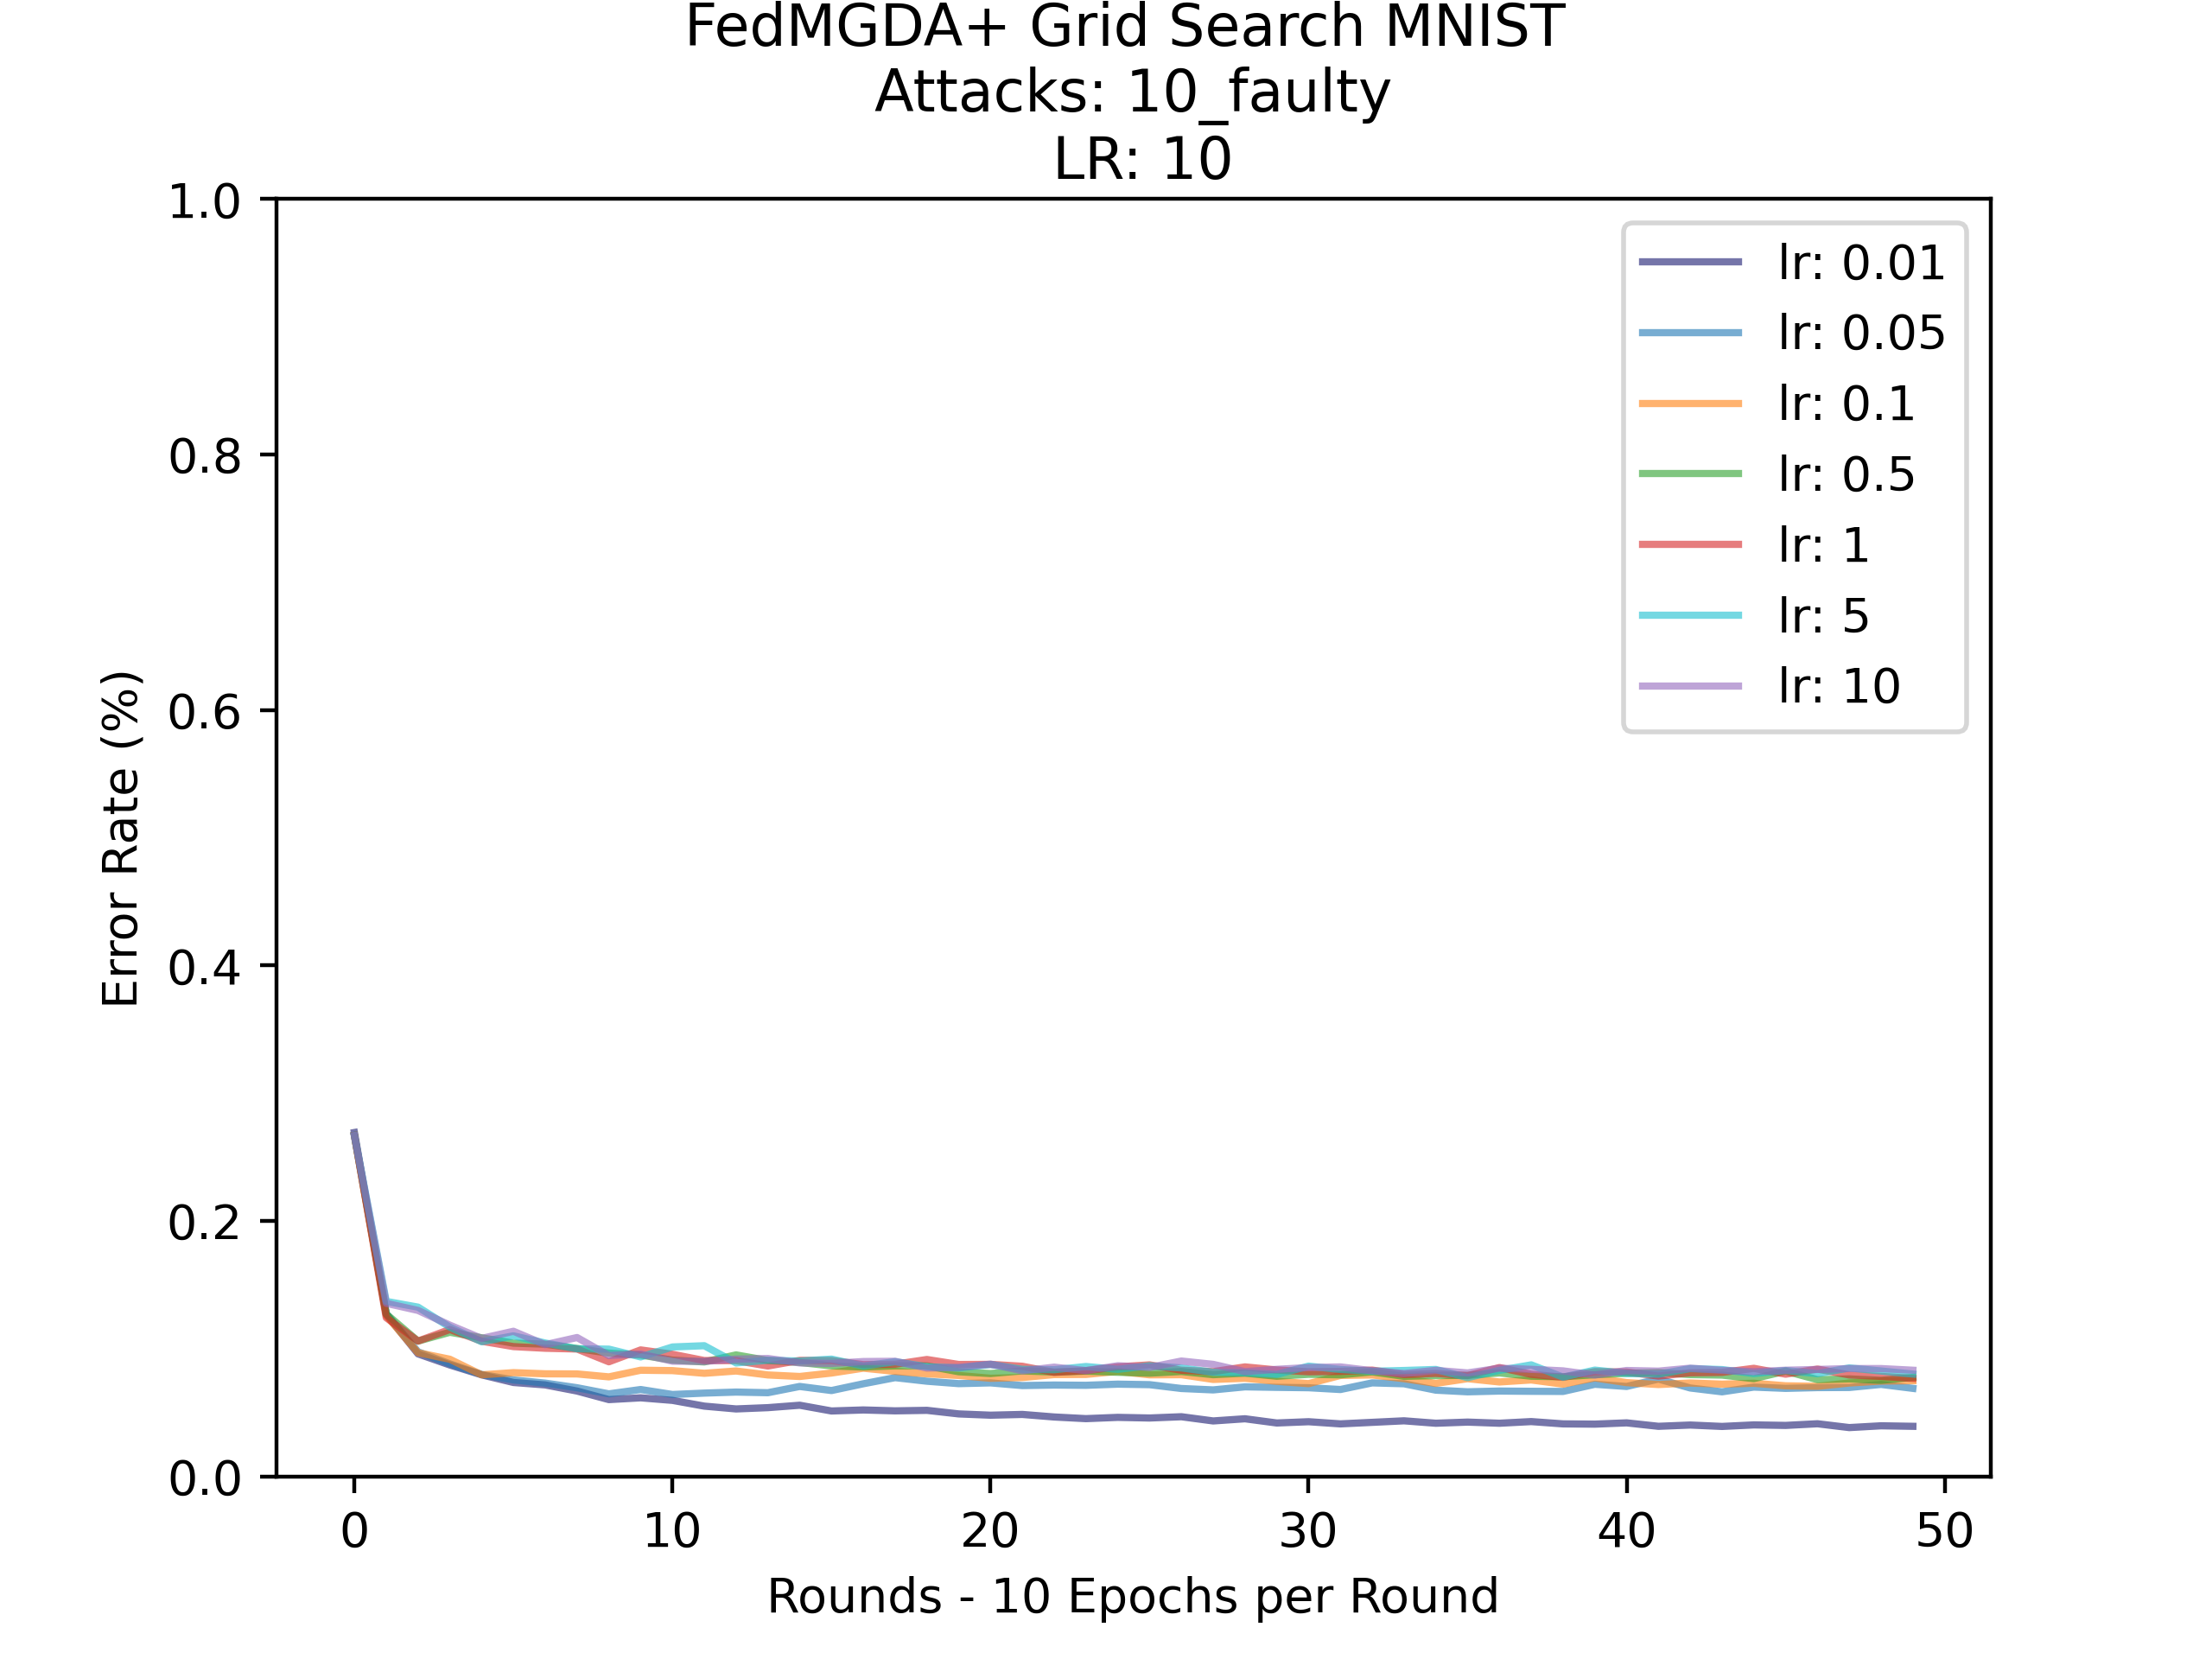 FedMGDA+ Grid Search MNIST
Attacks: 10_faulty
LR: 10
1.0
0.8
0.6
0.4
0.2
0.0
Error Rate (%)
lr: 0.01
lr: 0.05
lr: 0.1
lr: 0.5
lr: 1
lr: 5
lr: 10
0 10 20 30 40 50
Rounds - 10 Epochs per Round